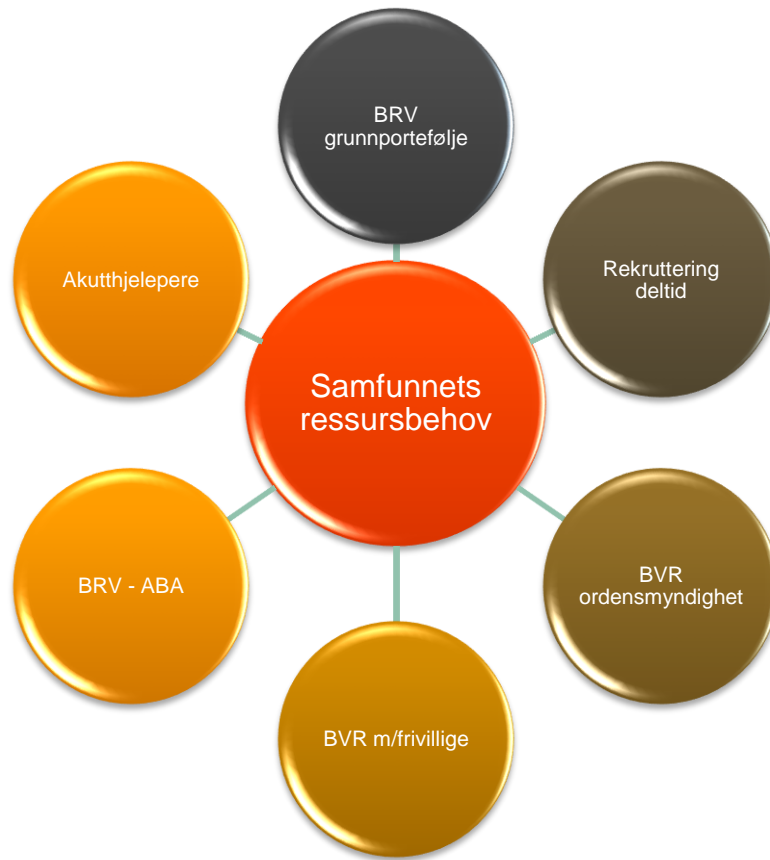 BRV
grunnportefølje
Akutthjelepere
Rekruttering
deltid
Samfunnets
ressursbehov
BRV - ABA
BVR
ordensmyndighet
BVR m/frivillige